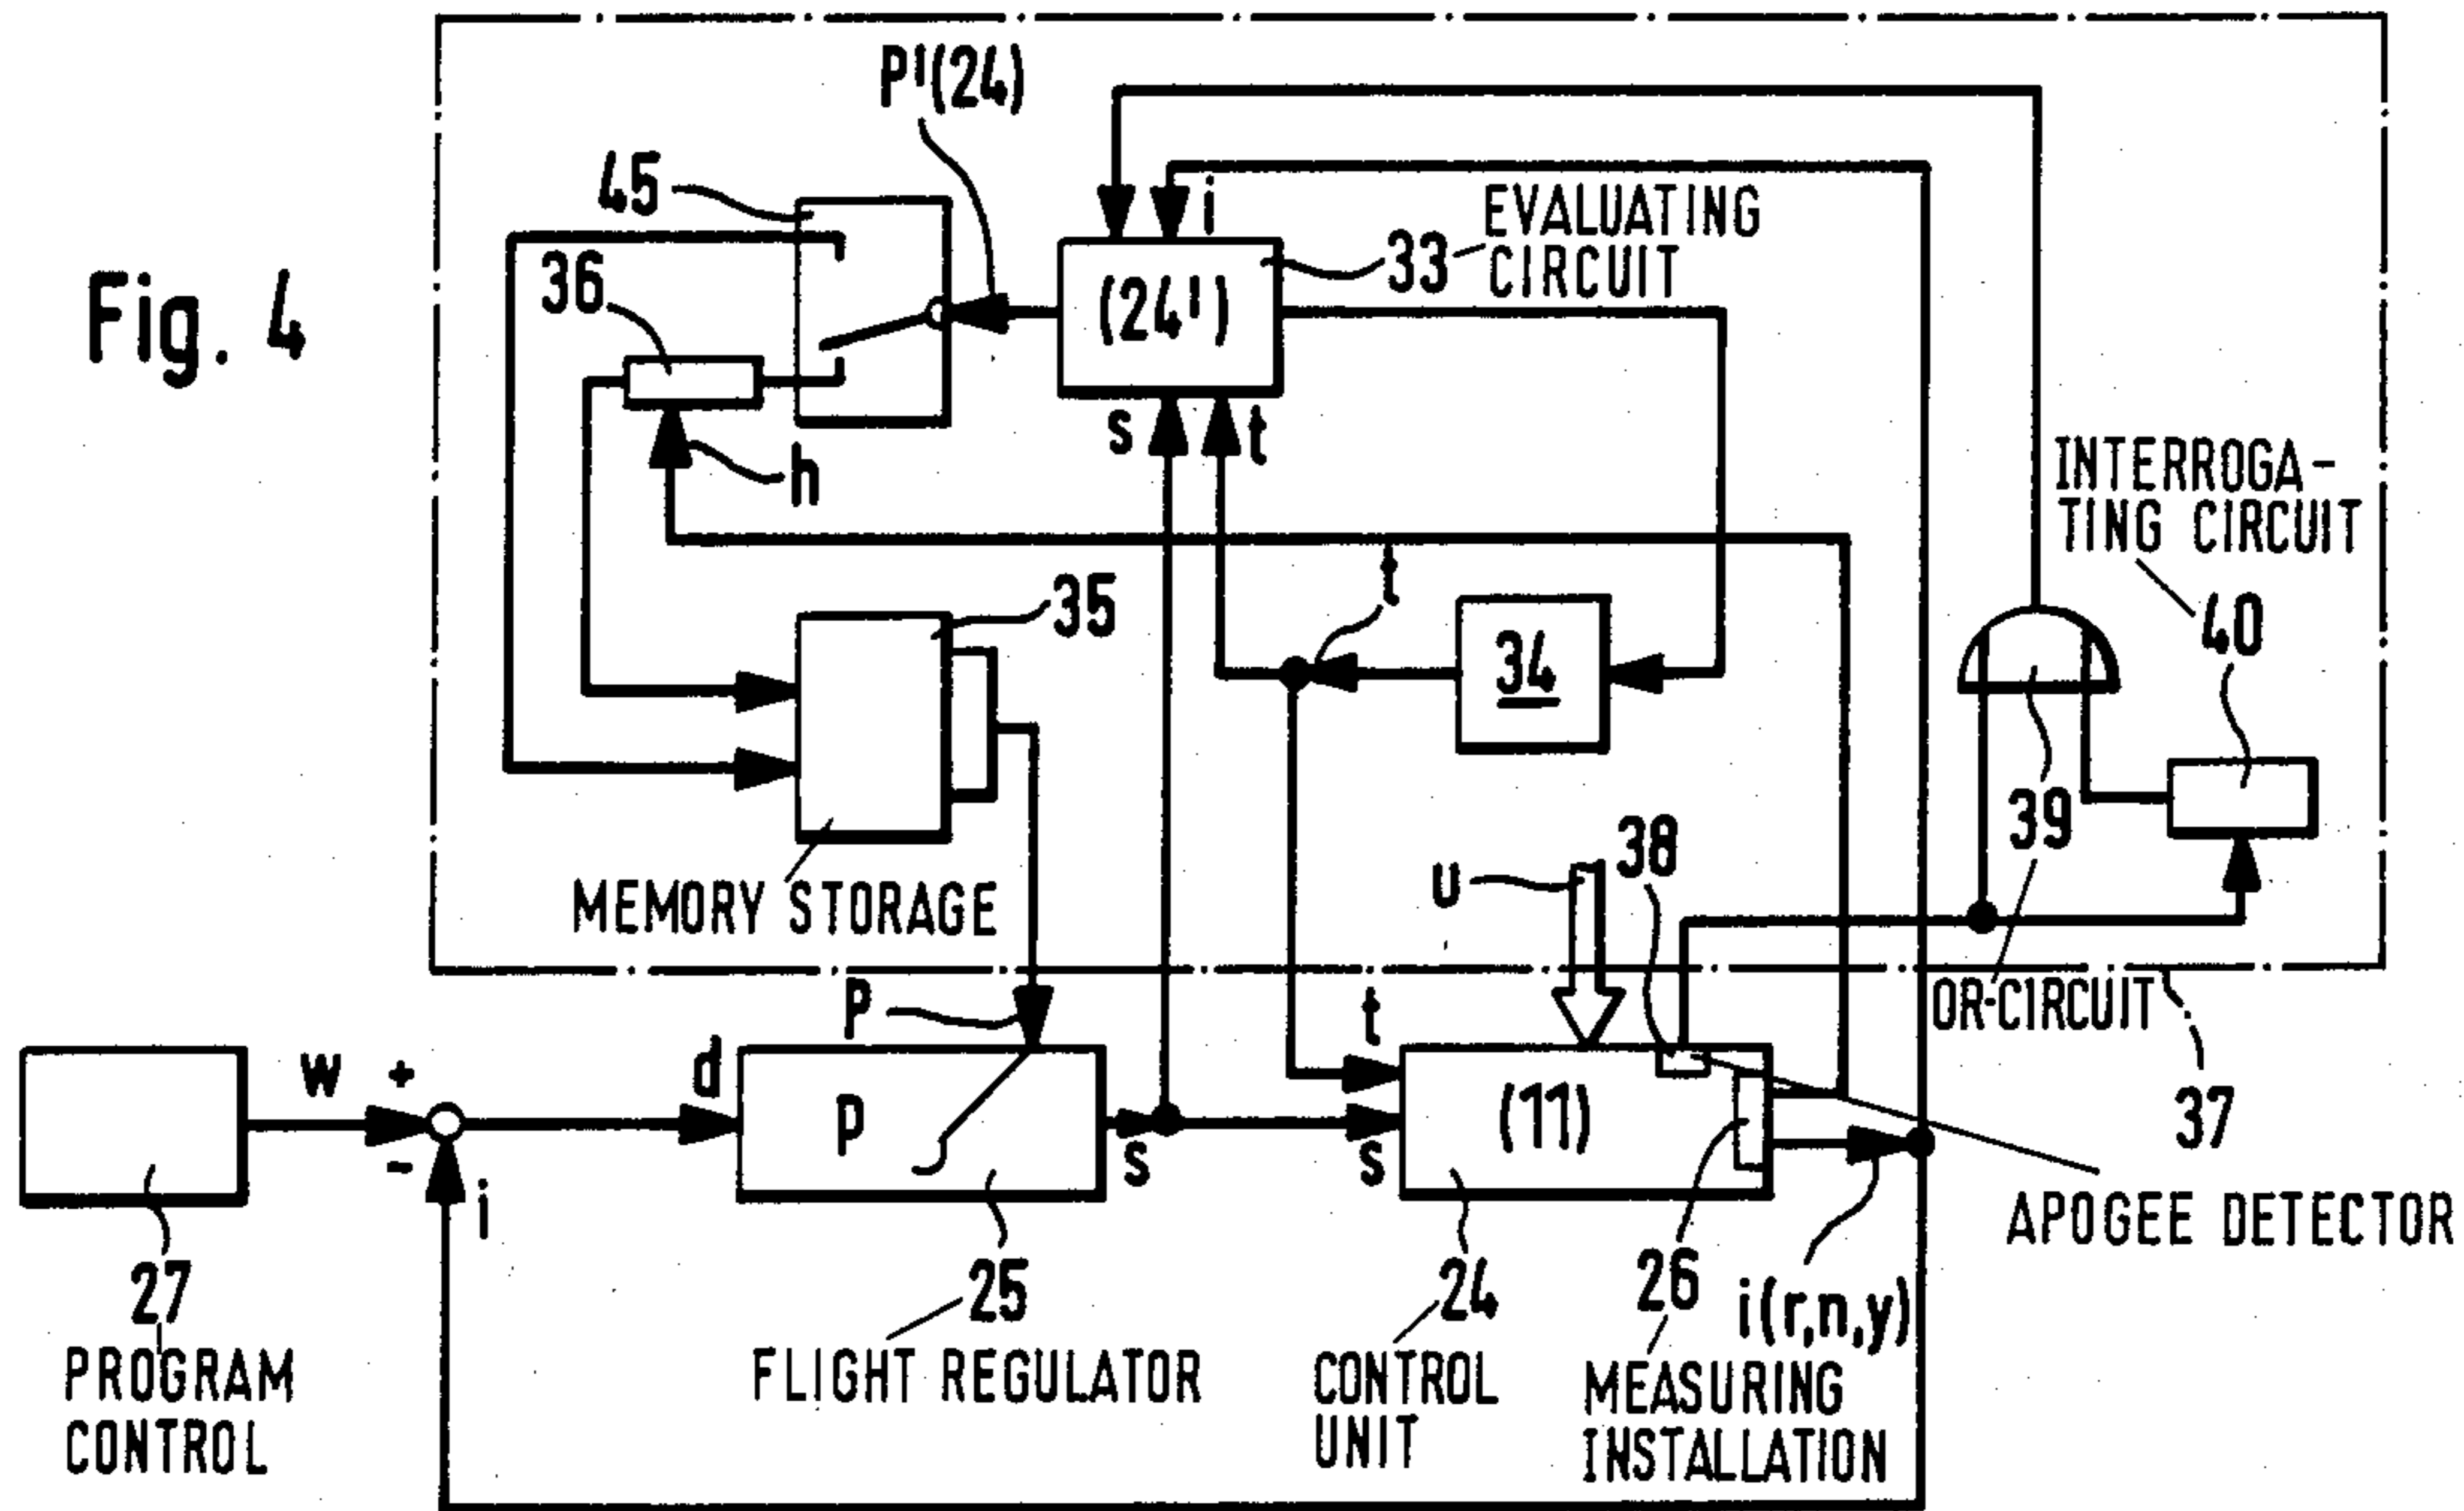 Fig. 4
P'(24)
45
36
i
EVALUATING
33
CIRCUIT
(24')
s
t
h
INTERROGA-
TING CIRCUIT
40
t
35
34
39
38
u
MEMORY STORAGE
OR-CIRCUIT
37
p
t
w
+
-
i
d
p
s
s
(11)
APOGEE DETECTOR
27
PROGRAM
CONTROL
25
FLIGHT REGULATOR
24
CONTROL
UNIT
26
MEASURING
INSTALLATION
i(r,n,y)